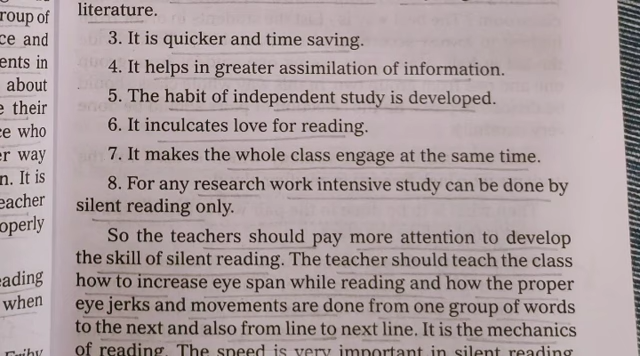 roup of
ce and
ents in
about
e their
ce who
er way
n. It is
eacher
operly
eading
when
literature.
3. It is quicker and time saving.
4. It helps in greater assimilation of information.
5. The habit of independent study is developed.
6. It inculcates love for reading.
7. It makes the whole class engage at the same time.
8. For any research work intensive study can be done by
silent reading only.
So the teachers should pay more attention to develop
the skill of silent reading. The teacher should teach the class
how to increase eye span while reading and how the proper
eye jerks and movements are done from one group of words
to the next and also from line to next line. It is the mechanics
of reading. The speed is very important in silent reading